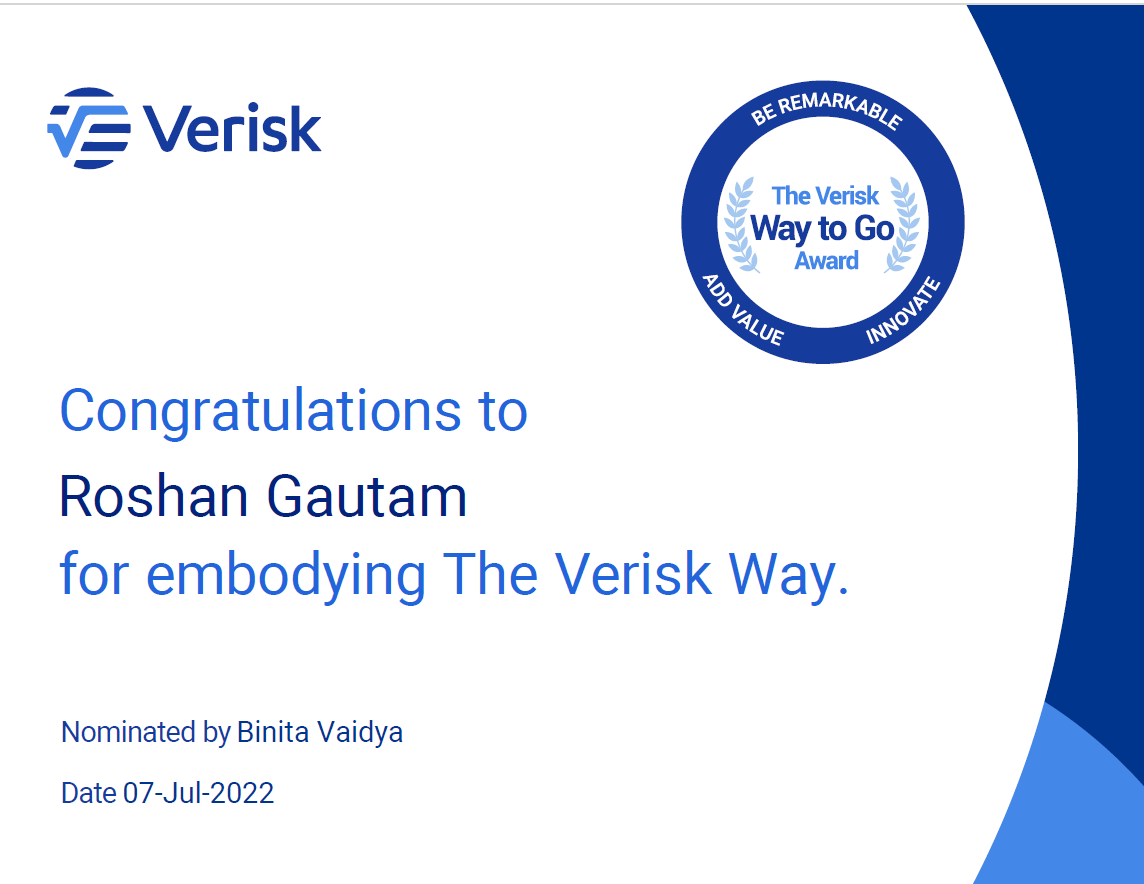 Verisk
BE REMARKABLE
The Verisk
Way to Go
Award
ADD VALUE
INNOVATE
Congratulations to
Roshan Gautam
for embodying The Verisk Way.
Nominated by Binita Vaidya
Date 07-Jul-2022